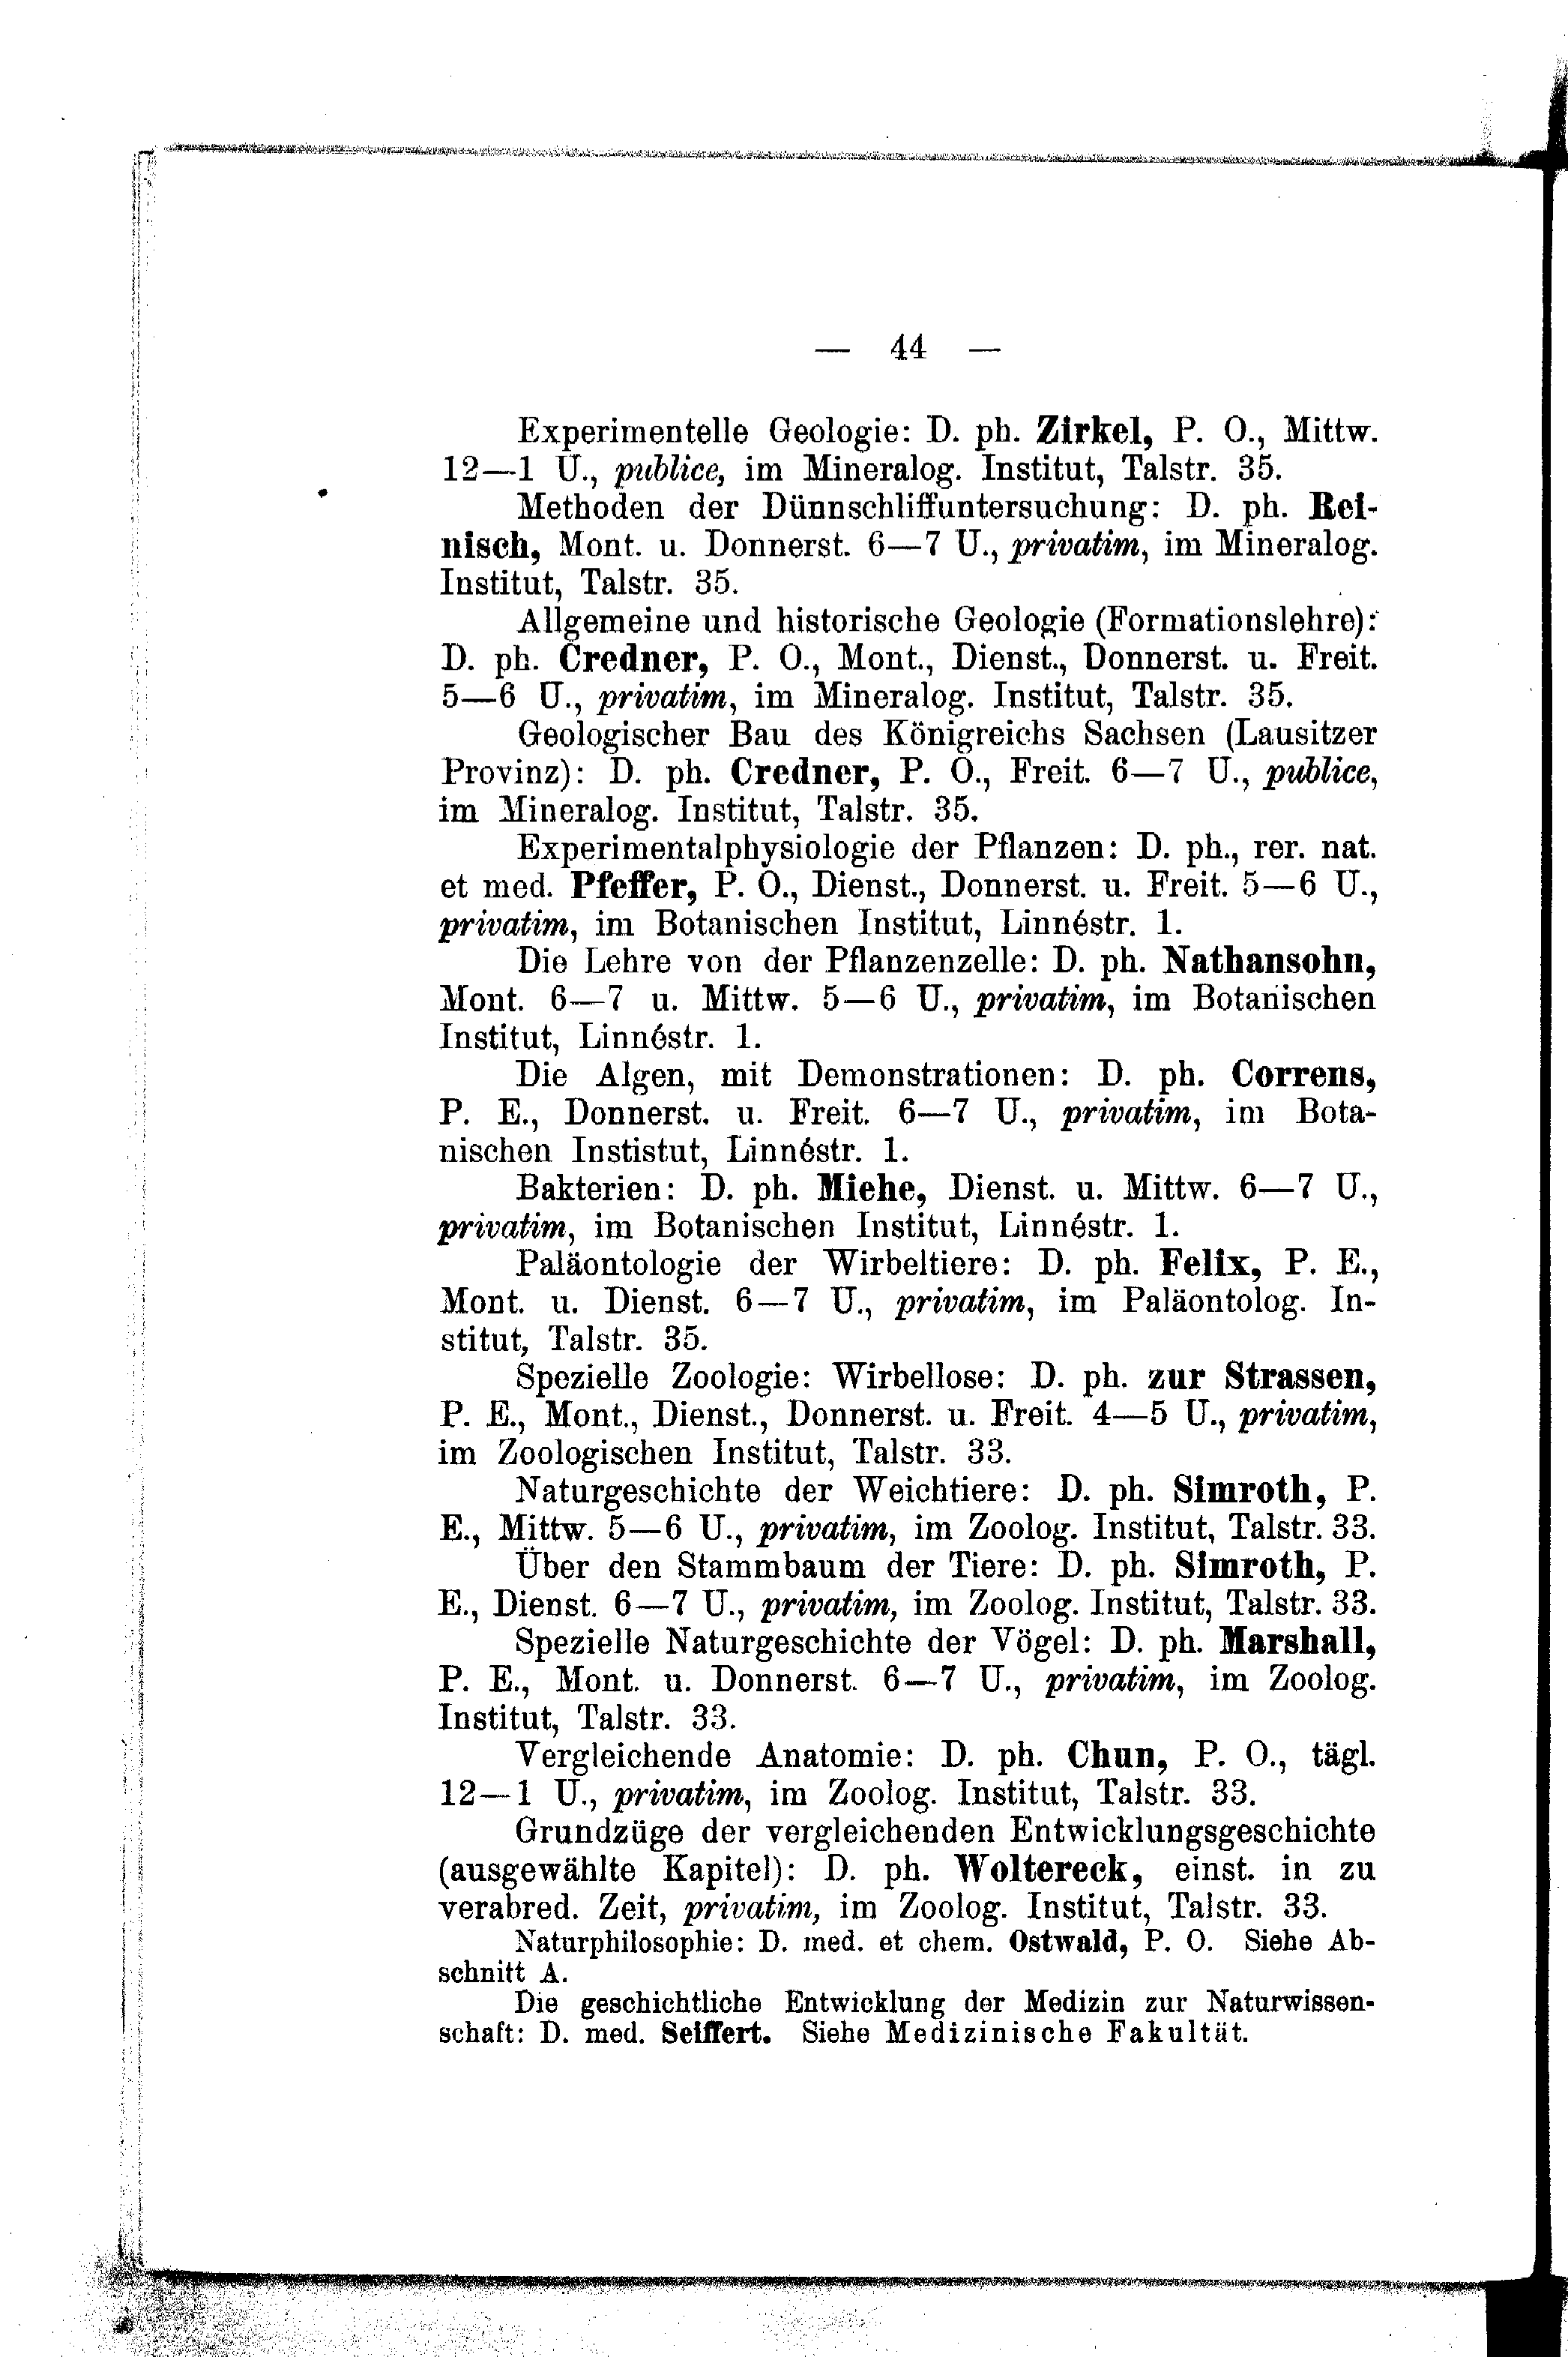 — 44 —
Experimentelle Geologie: D. ph. Zirkel, P. O., Mittw.
12—1 U., publice, im Mineralog. Institut, Talstr. 35.
Methoden der Dünnschliffuntersuchung: D. ph. Rei-
nisch, Mont. u. Donnerst. 6—7 U., privatim, im Mineralog.
Institut, Talstr. 35.
Allgemeine und historische Geologie (Formationslehre):
D. ph. Credner, P. O., Mont., Dienst., Donnerst. u. Freit.
5—6 U., privatim, im Mineralog. Institut, Talstr. 35.
Geologischer Bau des Königreichs Sachsen (Lausitzer
Provinz): D. ph. Credner, P. O., Freit. 6—7 U., publice,
im Mineralog. Institut, Talstr. 35.
Experimentalphysiologie der Pflanzen: D. ph., rer. nat.
et med. Pfeffer, P. O., Dienst., Donnerst. u. Freit. 5—6 U.,
privatim, im Botanischen Institut, Linnéstr. 1.
Die Lehre von der Pflanzenzelle: D. ph. Nathansohn,
Mont. 6—7 u. Mittw. 5—6 U., privatim, im Botanischen
Institut, Linnéstr. 1.
Die Algen, mit Demonstrationen: D. ph. Correns,
P. E., Donnerst. u. Freit. 6—7 U., privatim, im Bota-
nischen Instistut, Linnéstr. 1.
Bakterien: D. ph. Miehe, Dienst. u. Mittw. 6—7 U.,
privatim, im Botanischen Institut, Linnéstr. 1.
Paläontologie der Wirbeltiere: D. ph. Felix, P. E.,
Mont. u. Dienst. 6—7 U., privatim, im Paläontolog. In-
stitut, Talstr. 35.
Spezielle Zoologie: Wirbellose: D. ph. zur Strassen,
P. E., Mont., Dienst., Donnerst. u. Freit. 4—5 U., privatim,
im Zoologischen Institut, Talstr. 33.
Naturgeschichte der Weichtiere: D. ph. Simroth, P.
E., Mittw. 5—6 U., privatim, im Zoolog. Institut, Talstr. 33.
Über den Stammbaum der Tiere: D. ph. Simroth, P.
E., Dienst. 6—7 U., privatim, im Zoolog. Institut, Talstr. 33.
Spezielle Naturgeschichte der Vögel: D. ph. Marshall,
P. E., Mont. u. Donnerst. 6—7 U., privatim, im Zoolog.
Institut, Talstr. 33.
Vergleichende Anatomie: D. ph. Chun, P. O., tägl.
12—1 U., privatim, im Zoolog. Institut, Talstr. 33.
Grundzüge der vergleichenden Entwicklungsgeschichte
(ausgewählte Kapitel): D. ph. Woltereck, einst. in zu
verabred. Zeit, privatim, im Zoolog. Institut, Talstr. 33.
Naturphilosophie: D. med. et chem. Ostwald, P. O. Siehe Ab-
schnitt A.
Die geschichtliche Entwicklung der Medizin zur Naturwissen-
schaft: D. med. Seiffert. Siehe Medizinische Fakultät.